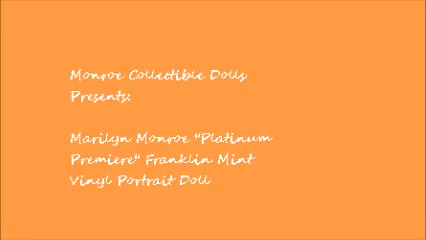 Monroe Collectible Dolls
Presents:
Marilyn Monroe "Platinum
Premiere" Franklin Mint
Vinyl Portrait Doll